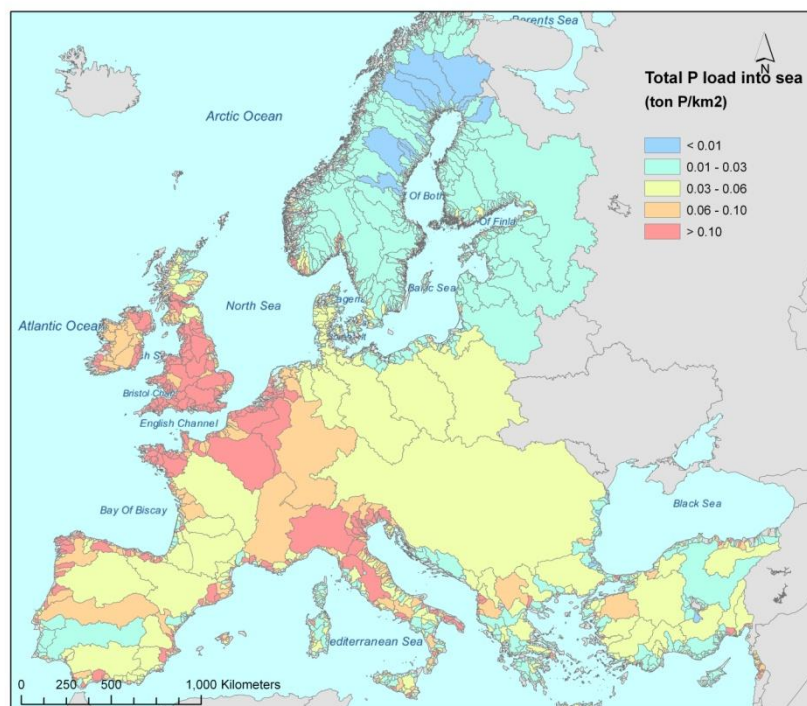 Barents Sea
N
Total P load into sea
(ton P/km2)
Arctic Ocean
< 0.01
0.01 - 0.03
0.03 - 0.06
0.06 - 0.10
> 0.10
Of Both
Of Finla
Baltic Sea
North Sea
Atlantic Ocean
Bristol
English Channel
Bay Of Biscay
Black Sea
editerranean Sea
0 250 500 1,000 Kilometers